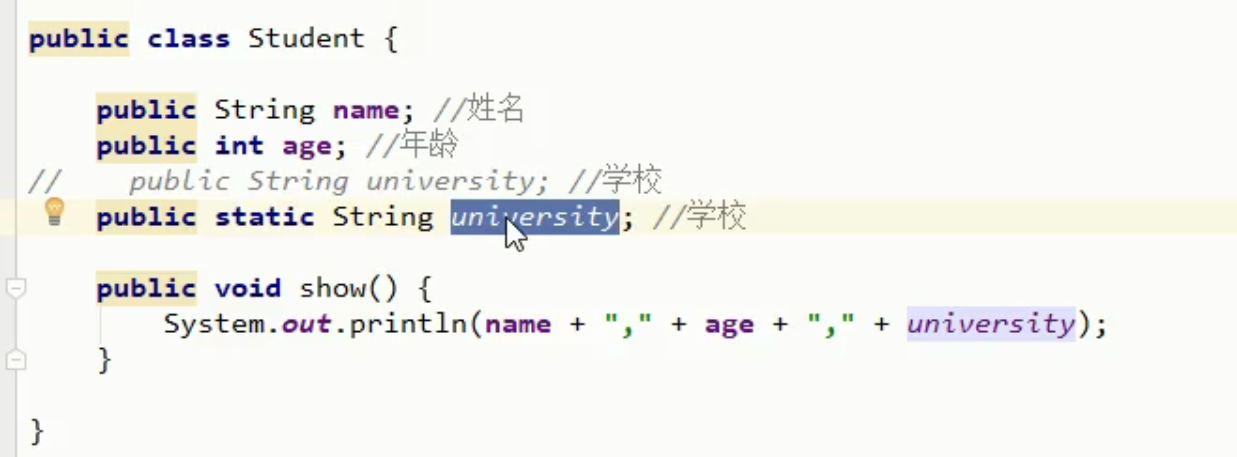 public class Student {
public String name; //姓名
public int age; //年龄
//    public String university; //学校
public static String university; //学校
public void show() {
System.out.println(name + "," + age + "," + university);
}
}